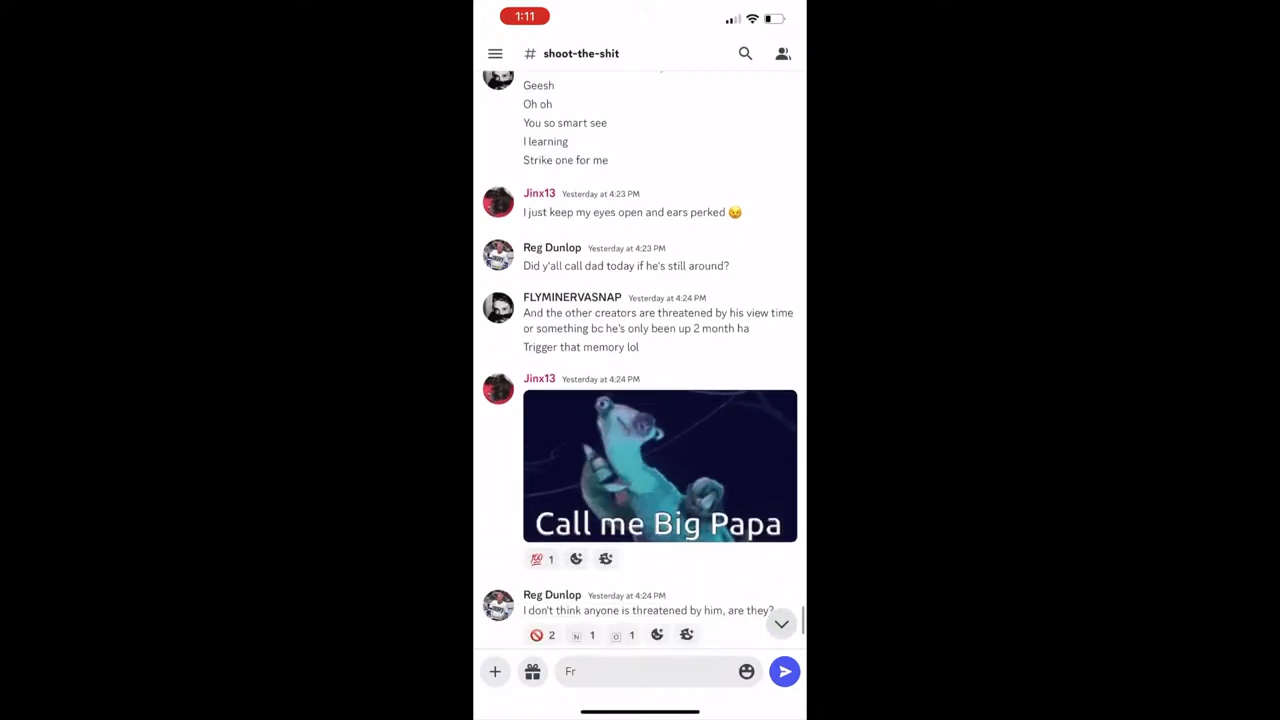 1:11
# shoot-the-shit
Geesh
Oh oh
You so smart see
I learning
Strike one for me
Jinx13 Yesterday at 4:23 PM
I just keep my eyes open and ears perked 😉
Reg Dunlop Yesterday at 4:23 PM
Did y'all call dad today if he's still around?
FLYMINERVASNAP Yesterday at 4:24 PM
And the other creators are threatened by his view time
or something bc he's only been up 2 month ha
Trigger that memory lol
Jinx13 Yesterday at 4:24 PM
Call me Big Papa
💯 1
Reg Dunlop Yesterday at 4:24 PM
I don't think anyone is threatened by him, are they?
🚫 2 N 1 O 1
Fr